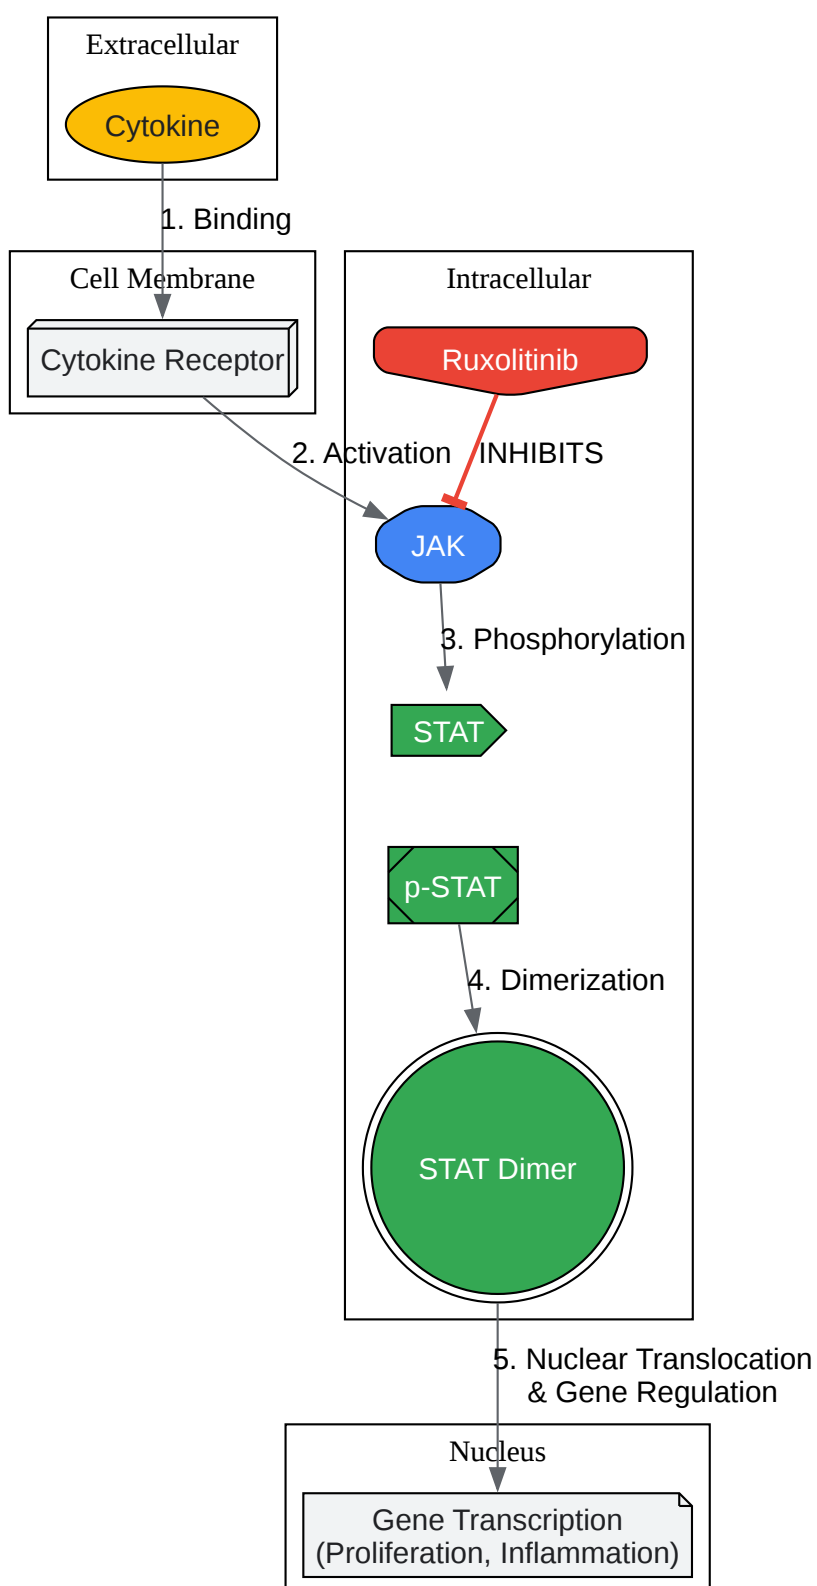 Extracellular
Cytokine
1. Binding
Cell Membrane
Cytokine Receptor
Intracellular
Ruxolitinib
2. Activation
INHIBITS
JAK
3. Phosphorylation
STAT
p-STAT
4. Dimerization
STAT Dimer
5. Nuclear Translocation
& Gene Regulation
Nucleus
Gene Transcription
(Proliferation, Inflammation)